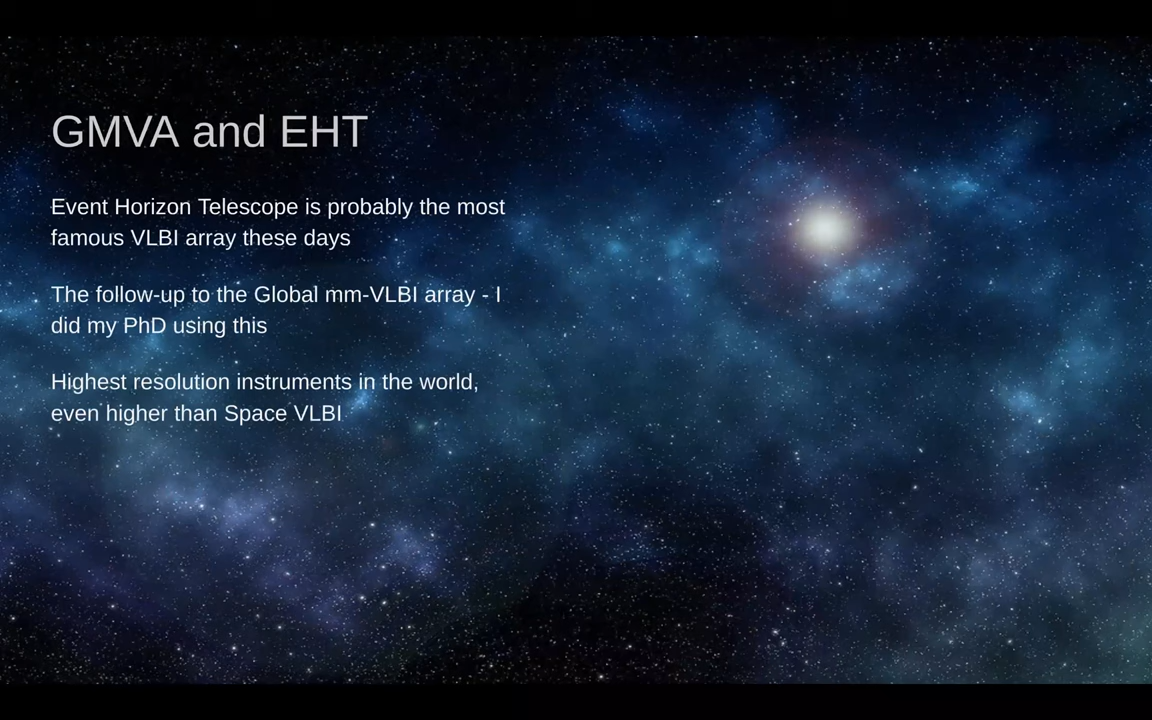 GMVA and EHT
Event Horizon Telescope is probably the most
famous VLBI array these days
The follow-up to the Global mm-VLBI array - I
did my PhD using this
Highest resolution instruments in the world,
even higher than Space VLBI